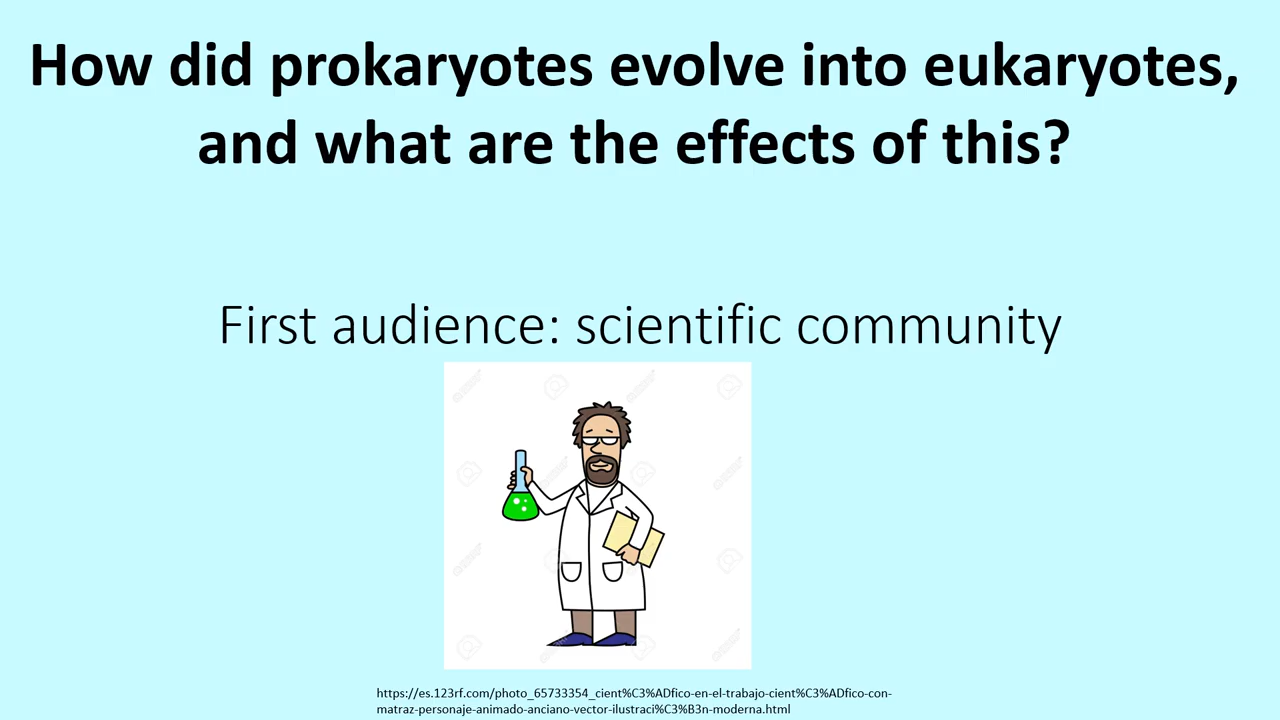 How did prokaryotes evolve into eukaryotes,
and what are the effects of this?
First audience: scientific community
https://es.123rf.com/photo_65733354_cient%C3%ADfico-en-el-trabajo-cient%C3%ADfico-con-
matraz-personaje-animado-anciano-vector-ilustraci%C3%B3n-moderna.html